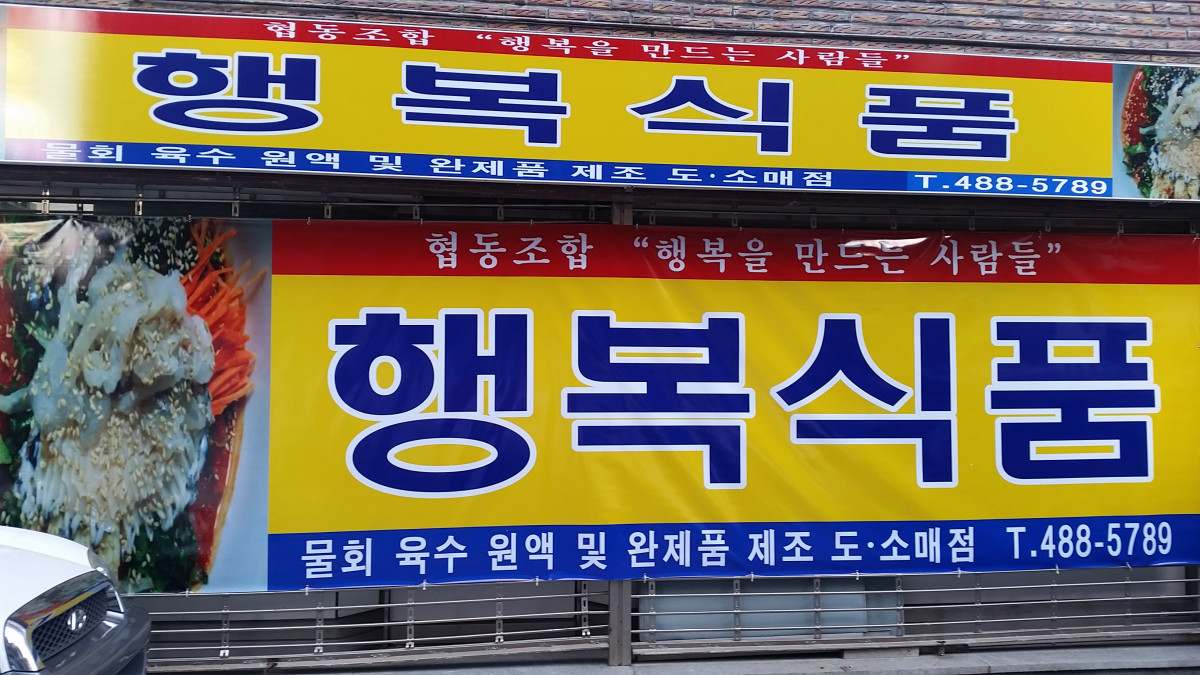 협동조합 “행복을 만드는 사람들”
행복식품
물회 육수 원액 및 완제품 제조 도·소매점 T.488-5789
협동조합 “행복을 만드는 사람들”
행복식품
물회 육수 원액 및 완제품 제조 도·소매점 T.488-5789